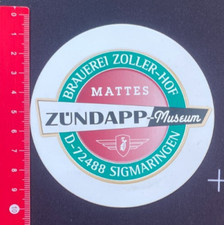 BRAUEREI ZOLLER-HOF
MATTES
ZÜNDAPP-Museum
D-72488 SIGMARINGEN